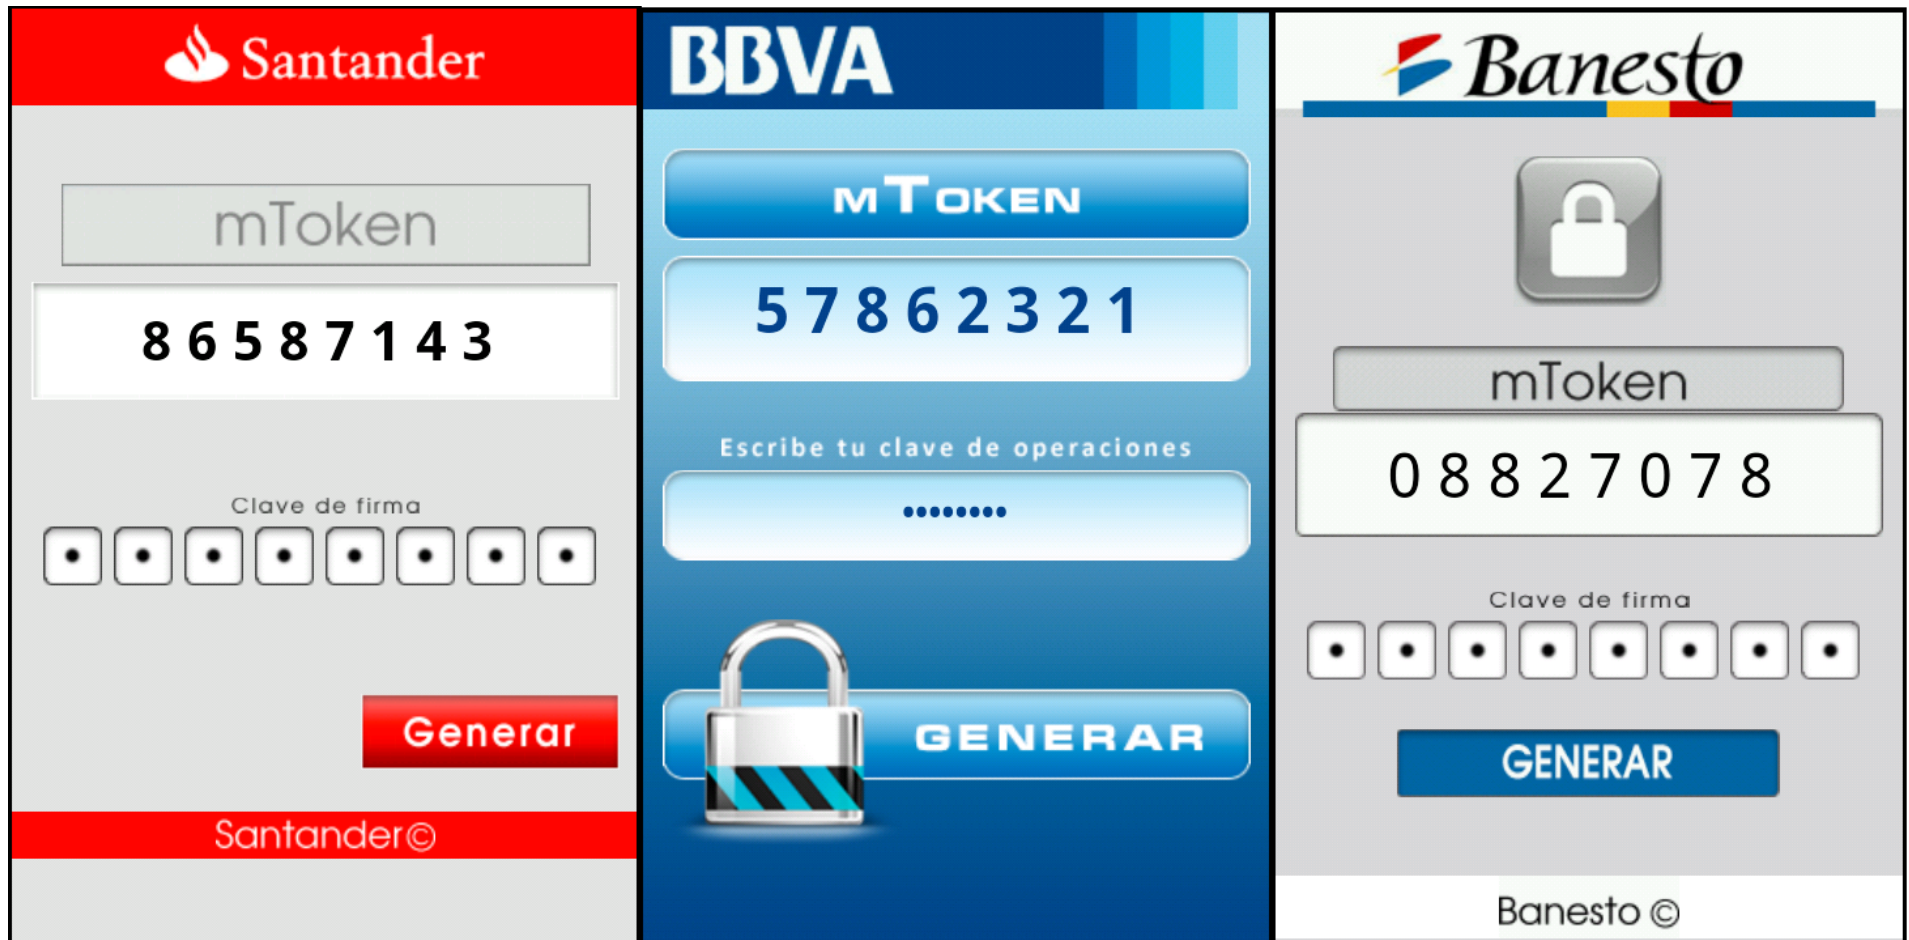 Santander
mToken
8 6 5 8 7 1 4 3
Clave de firma
Generar
Santander©
BBVA
mToken
5 7 8 6 2 3 2 1
Escribe tu clave de operaciones
GENERAR
Banesto
mToken
0 8 8 2 7 0 7 8
Clave de firma
GENERAR
Banesto ©